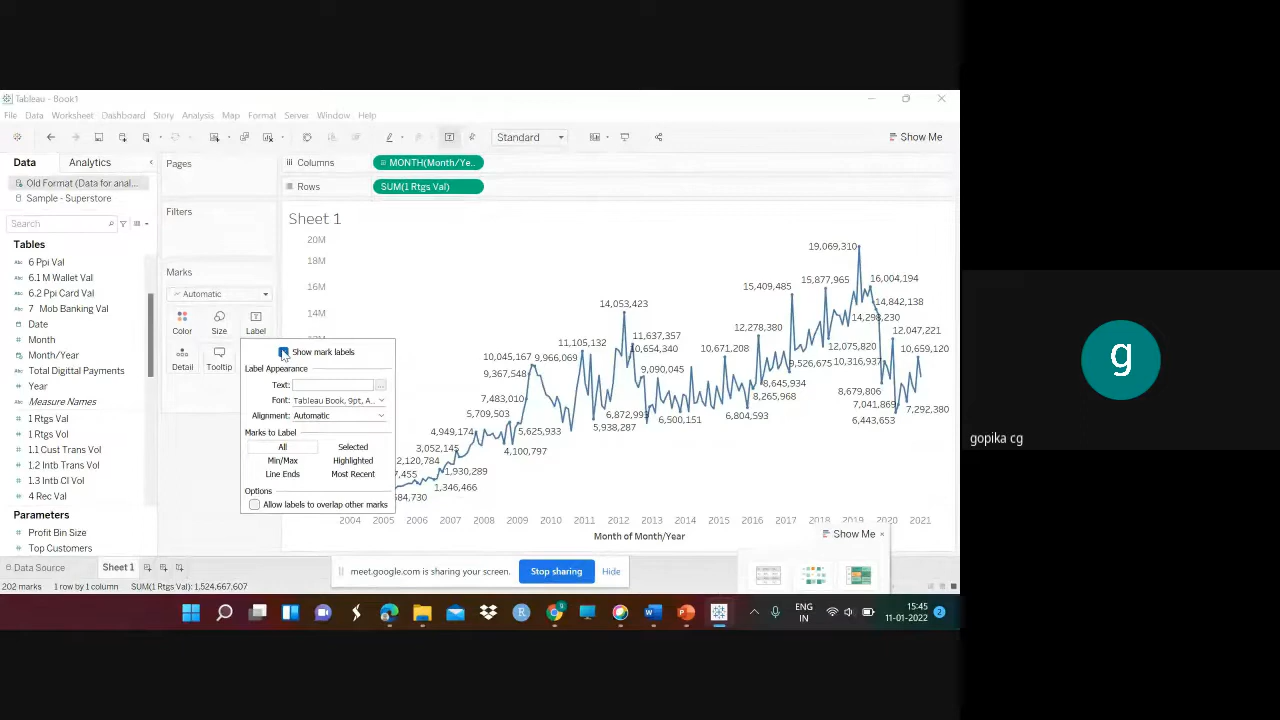 Tableau - Book1
File Data Worksheet Dashboard Story Analysis Map Format Server Window Help
Standard
Show Me
Data Analytics
Pages
Columns
MONTH(Month/Ye..
Old Format (Data for anal...
Rows
SUM(1 Rtgs Val)
Sample - Superstore
Filters
Search
Sheet 1
Tables
20M
19,069,310
6 Ppi Val
18M
6.1 M Wallet Val
Marks
15,877,965
16,004,194
6.2 Ppi Card Val
Automatic
16M
15,409,485
14,842,138
7 Mob Banking Val
14,053,423
14M
14,298,230
Date
Color Size Label
12,278,380
12,047,221
Month
11,637,357
11,105,132
10,654,340
10,671,208
12,075,820
10,659,120
Month/Year
Show mark labels
10,045,167
9,966,069
9,526,675
10,316,937
Total Digittal Payments
Detail Tooltip
Label Appearance
9,367,548
9,090,045
Year
Text:
8,645,934
8,679,806
Measure Names
Font: Tableau Book, 9pt, A..
7,483,010
8,265,968
7,041,869
7,292,380
1 Rtgs Val
Alignment: Automatic
5,709,503
6,872,993
6,804,593
6,500,151
6,443,653
1 Rtgs Vol
Marks to Label
4,949,174
5,625,933
5,938,287
1.1 Cust Trans Vol
All Selected
3,052,145
4,100,797
1.2 Intb Trans Vol
Min/Max Highlighted
2,120,784
1,930,289
1.3 Intb Cl Vol
Line Ends Most Recent
7,455
1,346,466
4 Rec Val
Options
684,730
Allow labels to overlap other marks
Parameters
2004 2005 2006 2007 2008 2009 2010 2011 2012 2013 2014 2015 2016 2017 2018 2019 2020 2021
Profit Bin Size
Month of Month/Year
Show Me
Top Customers
Data Source Sheet 1
meet.google.com is sharing your screen.
Stop sharing
Hide
202 marks 1 row by 1 column SUM(1 Rtgs Val): 1,524,667,607
ENG
IN
15:45
11-01-2022
2
g
gopika cg